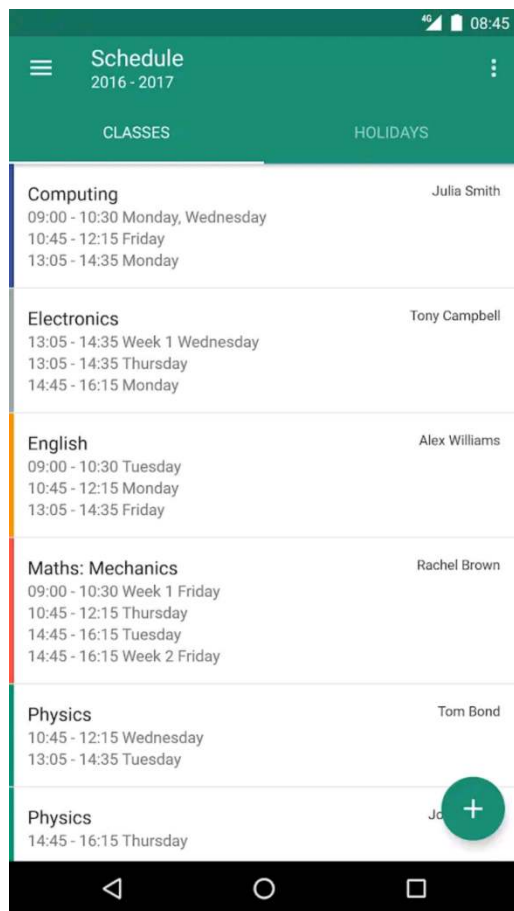 4G 08:45
Schedule
2016 - 2017
CLASSES HOLIDAYS
Computing Julia Smith
09:00 - 10:30 Monday, Wednesday
10:45 - 12:15 Friday
13:05 - 14:35 Monday
Electronics Tony Campbell
13:05 - 14:35 Week 1 Wednesday
13:05 - 14:35 Thursday
14:45 - 16:15 Monday
English Alex Williams
09:00 - 10:30 Tuesday
10:45 - 12:15 Monday
13:05 - 14:35 Friday
Maths: Mechanics Rachel Brown
09:00 - 10:30 Week 1 Friday
10:45 - 12:15 Thursday
14:45 - 16:15 Tuesday
14:45 - 16:15 Week 2 Friday
Physics Tom Bond
10:45 - 12:15 Wednesday
13:05 - 14:35 Tuesday
Physics
14:45 - 16:15 Thursday